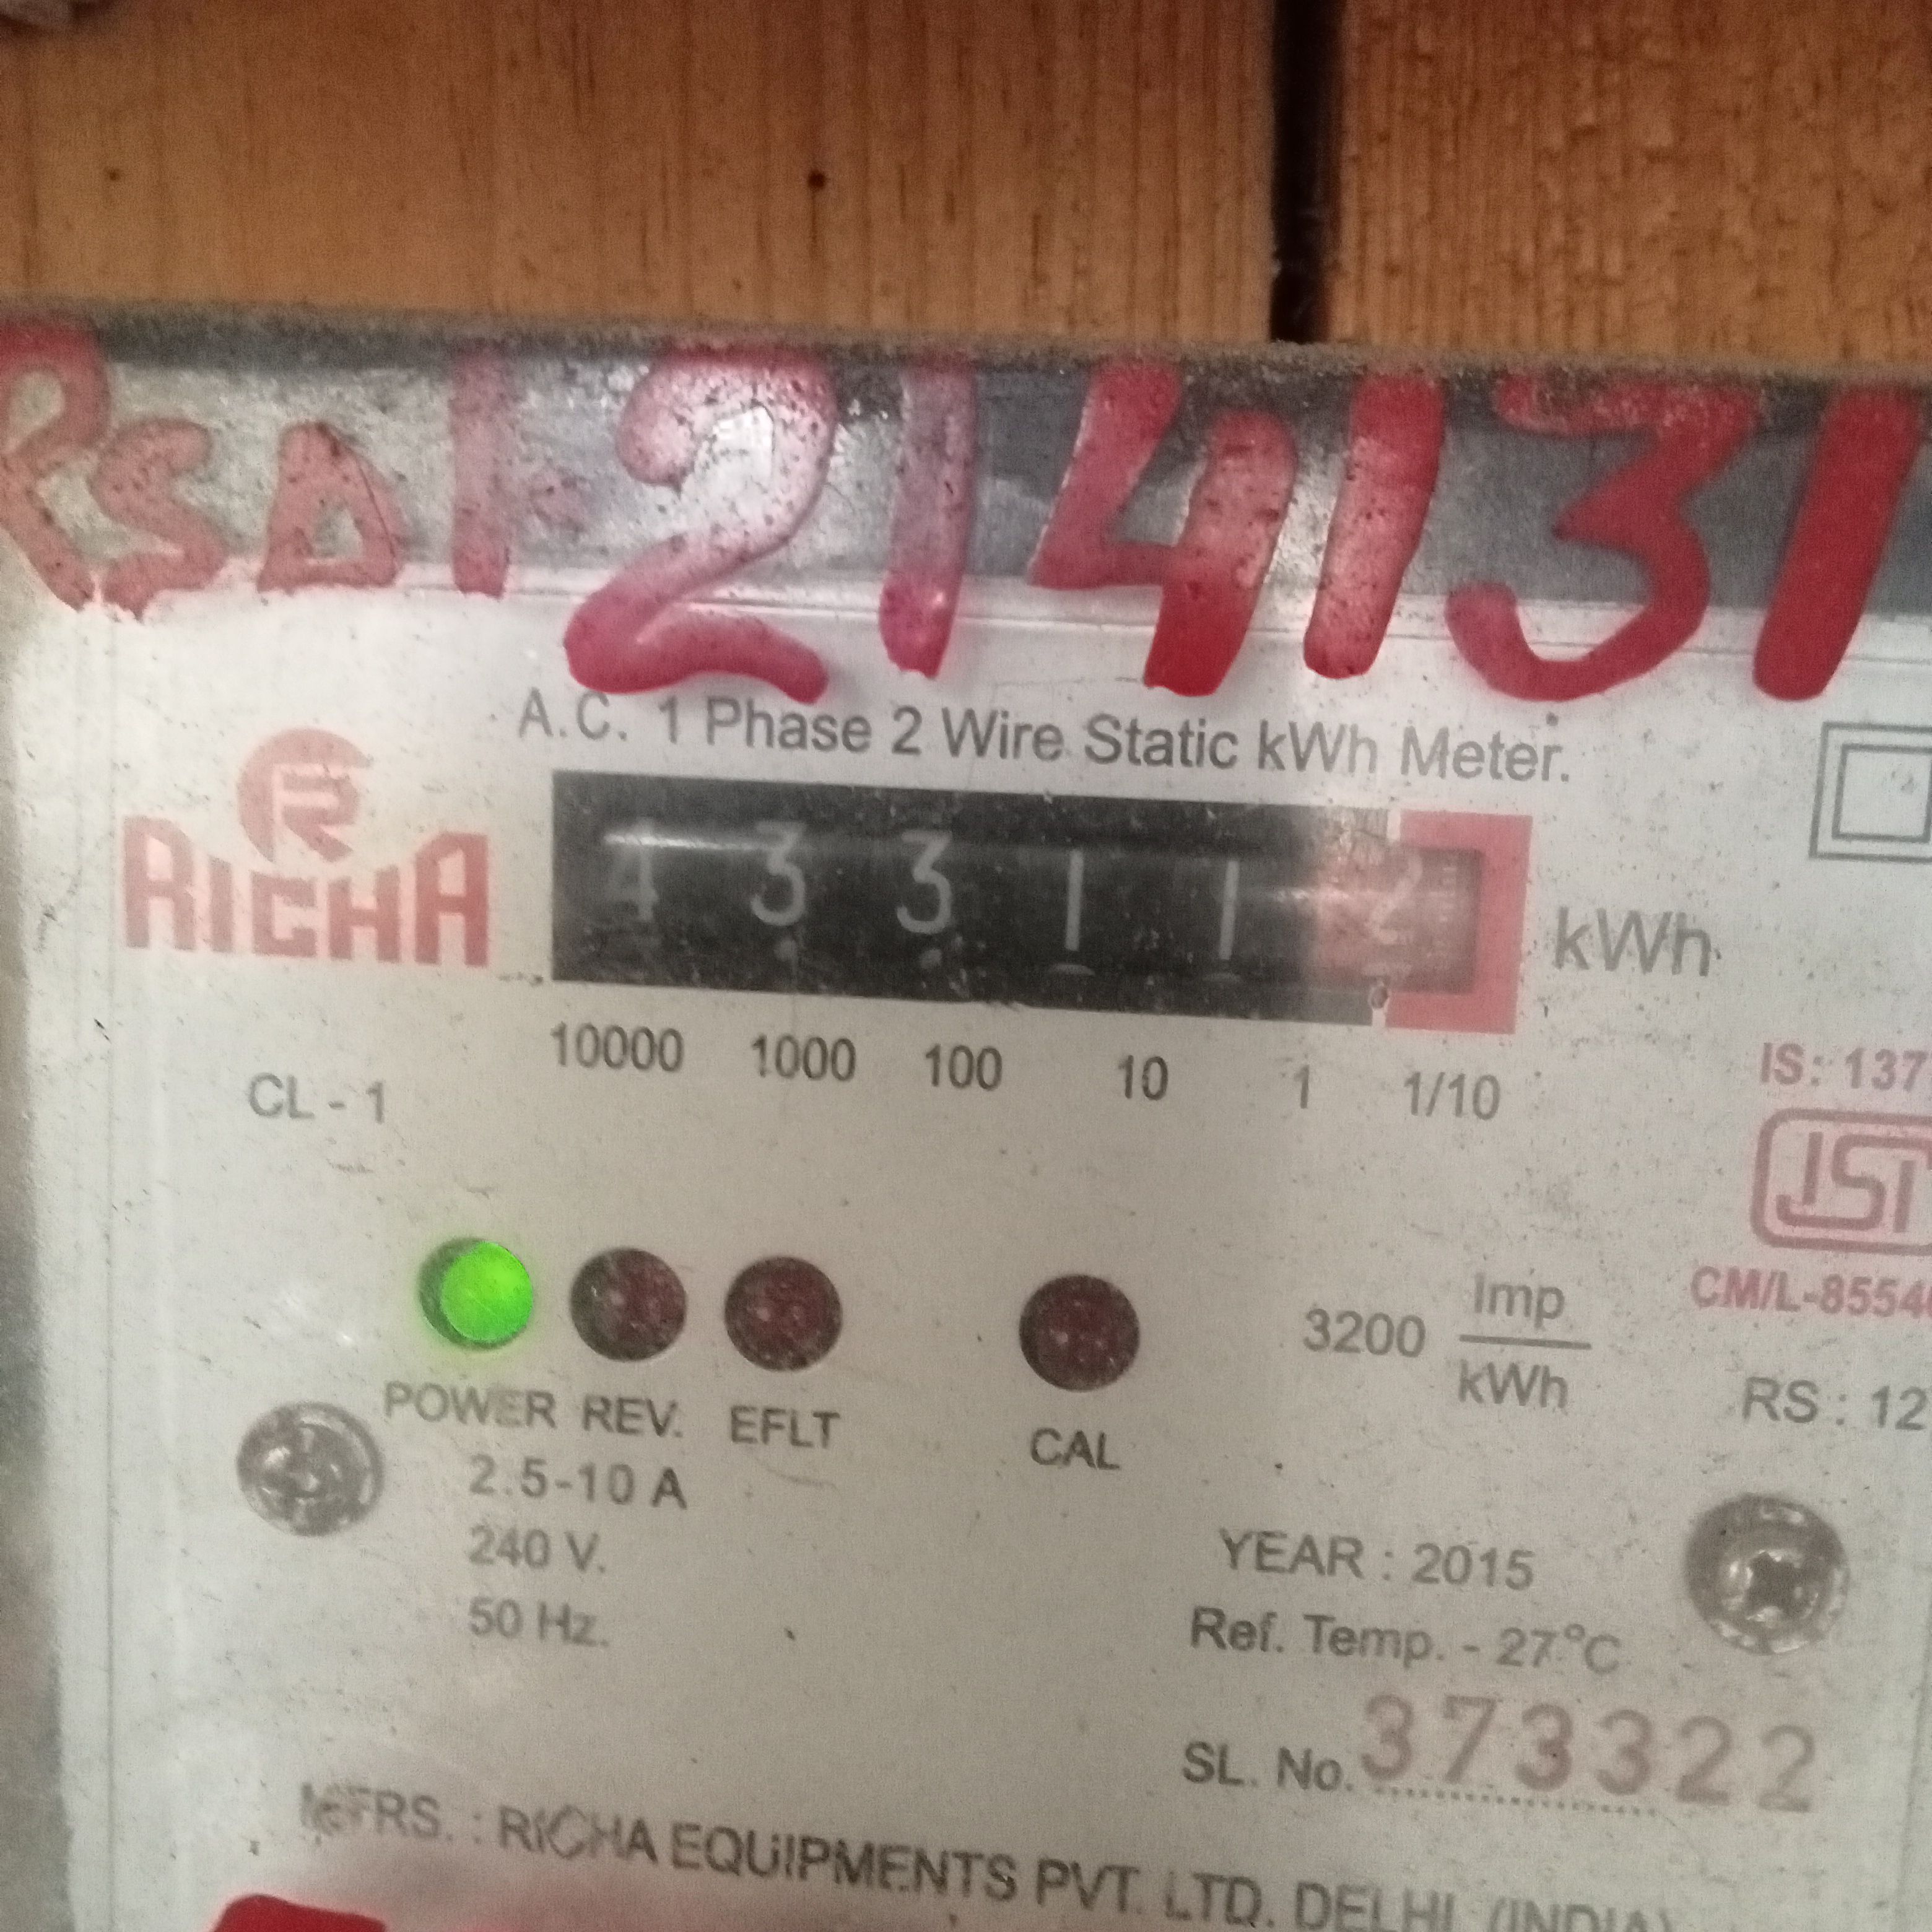 RSD1 214131
A.C. 1 Phase 2 Wire Static kWh Meter.
RICHA
4 3 3 1 1 2 kWh
10000 1000 100 10 1 1/10
CL - 1
IS: 137
ISI
CM/L-8554
3200 Imp/kWh
RS : 12
POWER REV. EFLT CAL
2.5-10 A
240 V.
50 Hz.
YEAR : 2015
Ref. Temp. - 27°C
SL. No. 373322
MFRS. : RICHA EQUIPMENTS PVT. LTD. DELHI (INDIA)